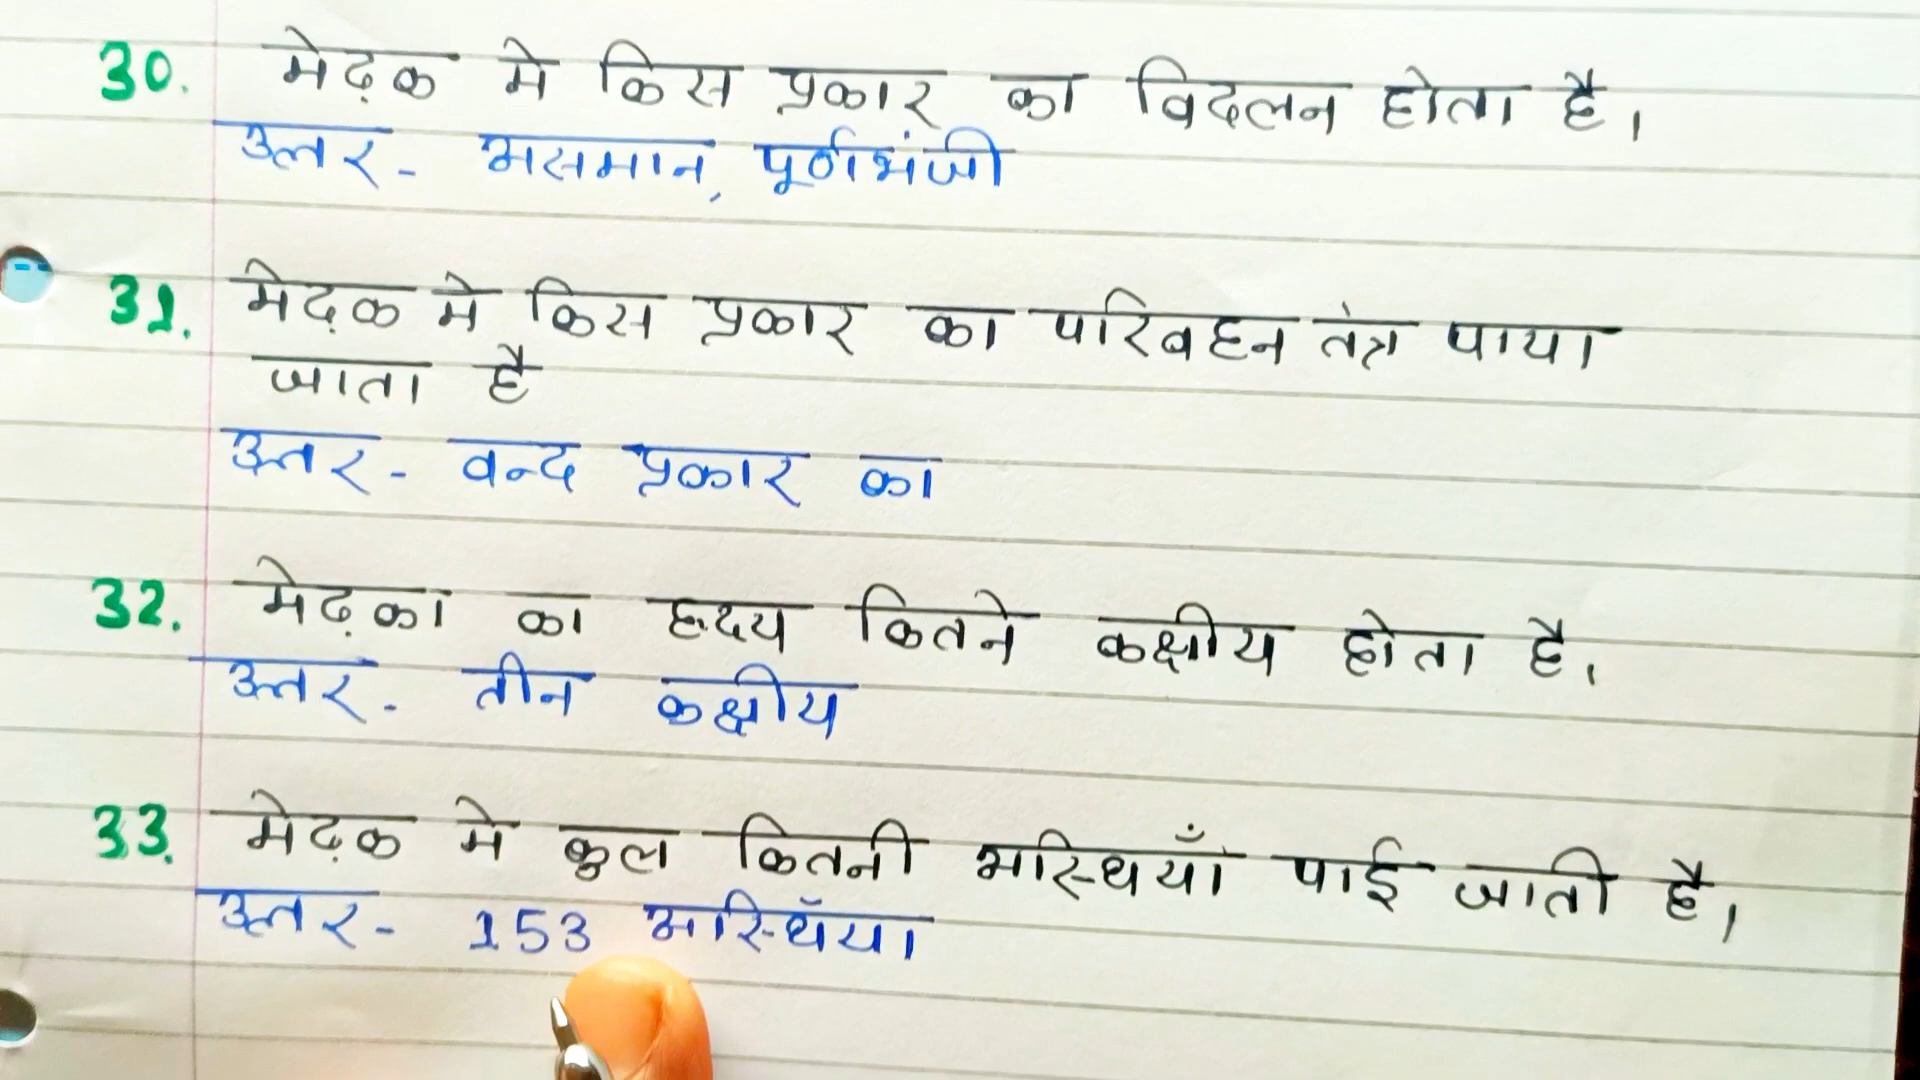 30. मेढ़क मे किस प्रकार का विदलन होता है।
उत्तर - असमान, पूर्णभंजी
31. मेढ़क मे किस प्रकार का परिवहन तंत्र पाया
जाता है
उत्तर - वन्द प्रकार का
32. मेढ़का का हृदय कितने कक्षीय होता है।
उत्तर - तीन कक्षीय
33. मेढ़क मे कुल कितनी अस्थियाँ पाई जाती है।
उत्तर - 153 अस्थिँया